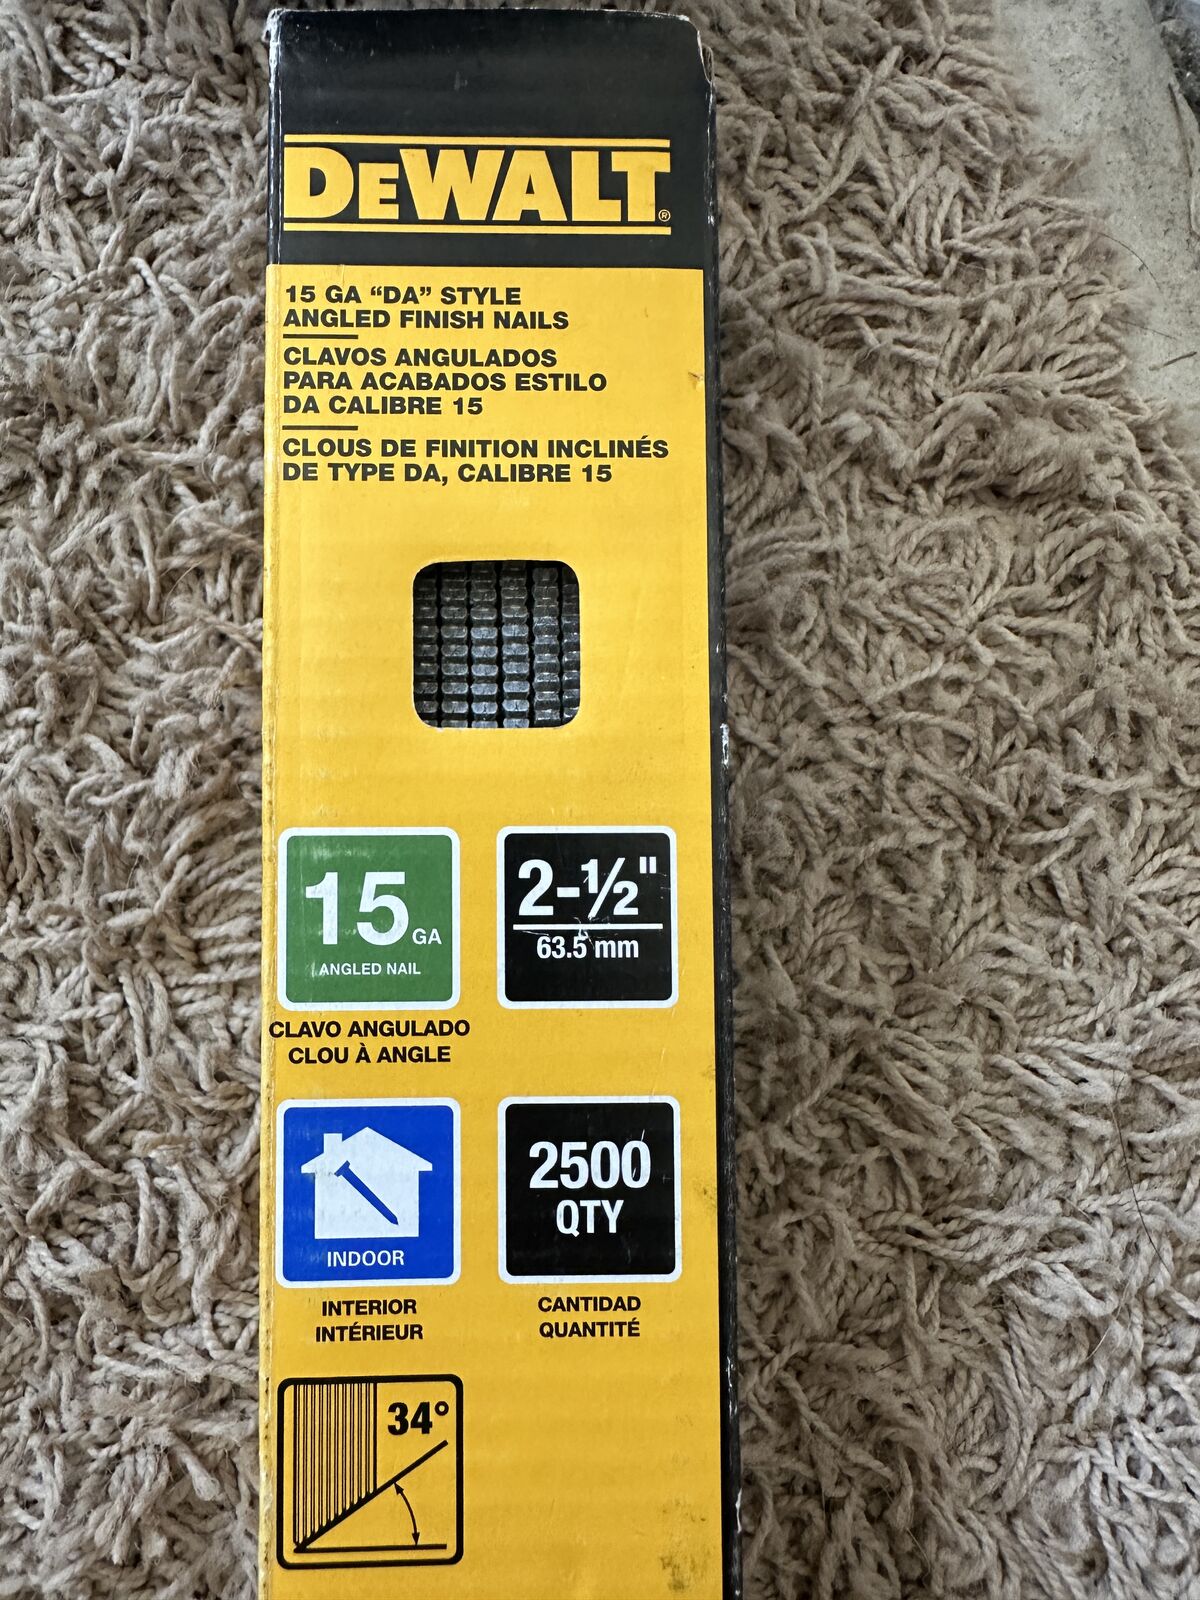 DEWALT®
15 GA “DA” STYLE
ANGLED FINISH NAILS
CLAVOS ANGULADOS
PARA ACABADOS ESTILO
DA CALIBRE 15
CLOUS DE FINITION INCLINÉS
DE TYPE DA, CALIBRE 15
15 GA
ANGLED NAIL
CLAVO ANGULADO
CLOU À ANGLE
2-½"
63.5 mm
INDOOR
INTERIOR
INTÉRIEUR
2500
QTY
CANTIDAD
QUANTITÉ
34°